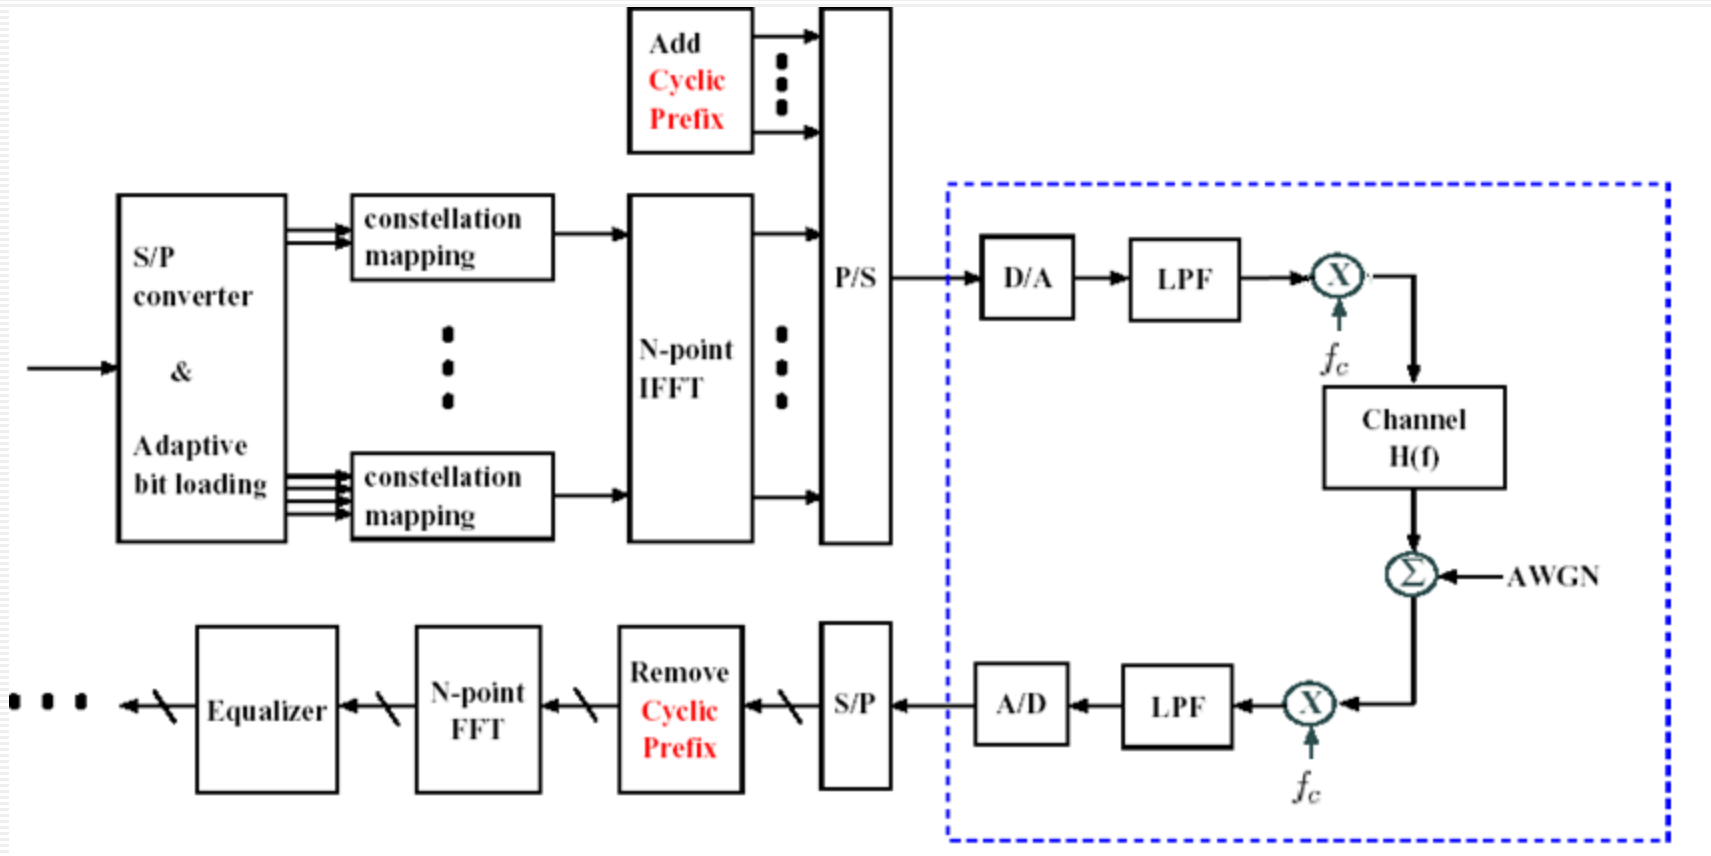 Add
Cyclic
Prefix
S/P
converter
&
Adaptive
bit loading
constellation
mapping
constellation
mapping
N-point
IFFT
P/S
D/A
LPF
X
fc
Channel
H(f)
Σ
AWGN
X
fc
LPF
A/D
S/P
Remove
Cyclic
Prefix
N-point
FFT
Equalizer